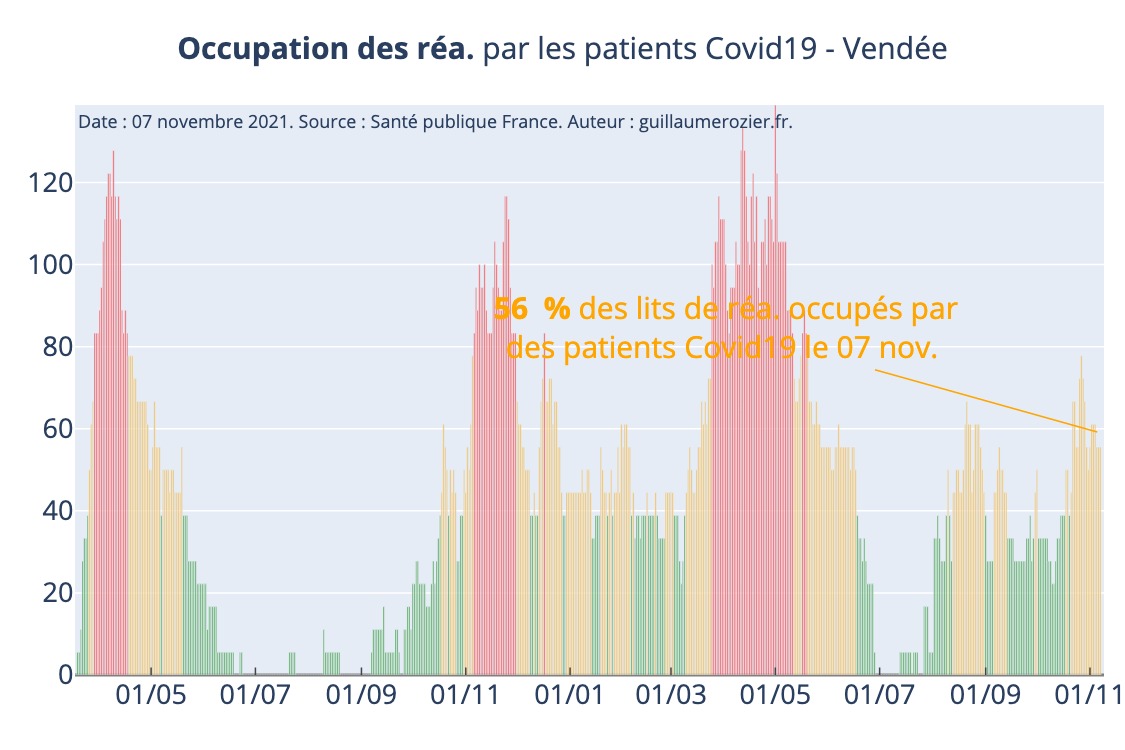 Occupation des réa. par les patients Covid19 - Vendée
Date : 07 novembre 2021. Source : Santé publique France. Auteur : guillaumerozier.fr.
120
100
80
60
40
20
0
56 % des lits de réa. occupés par
des patients Covid19 le 07 nov.
01/05 01/07 01/09 01/11 01/01 01/03 01/05 01/07 01/09 01/11